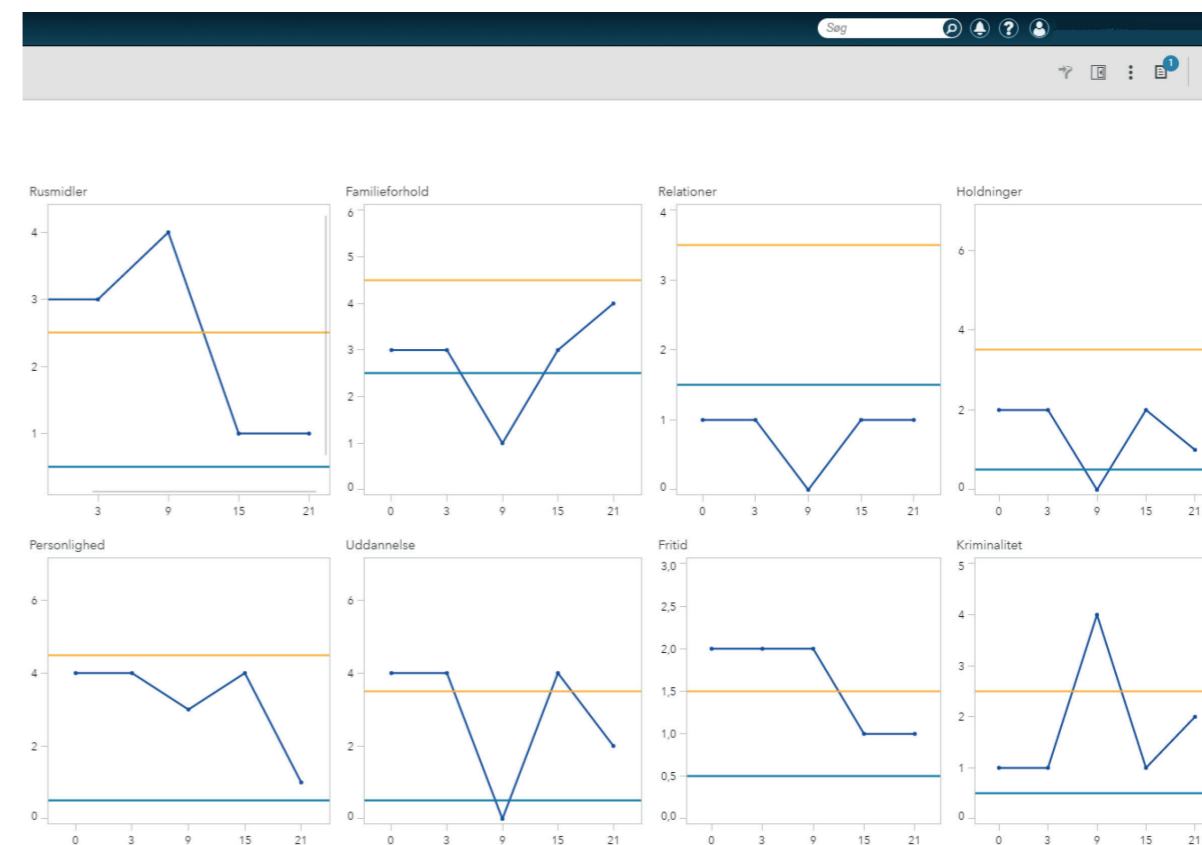 Søg
?
1
Rusmidler
4
3
2
1
3 9 15 21
Familieforhold
6
5
4
3
2
1
0
0 3 9 15 21
Relationer
4
3
2
1
0
0 3 9 15 21
Holdninger
6
4
2
0
0 3 9 15 21
Personlighed
6
4
2
0
0 3 9 15 21
Uddannelse
6
4
2
0
0 3 9 15 21
Fritid
3,0
2,5
2,0
1,5
1,0
0,5
0,0
0 3 9 15 21
Kriminalitet
5
4
3
2
1
0
0 3 9 15 21